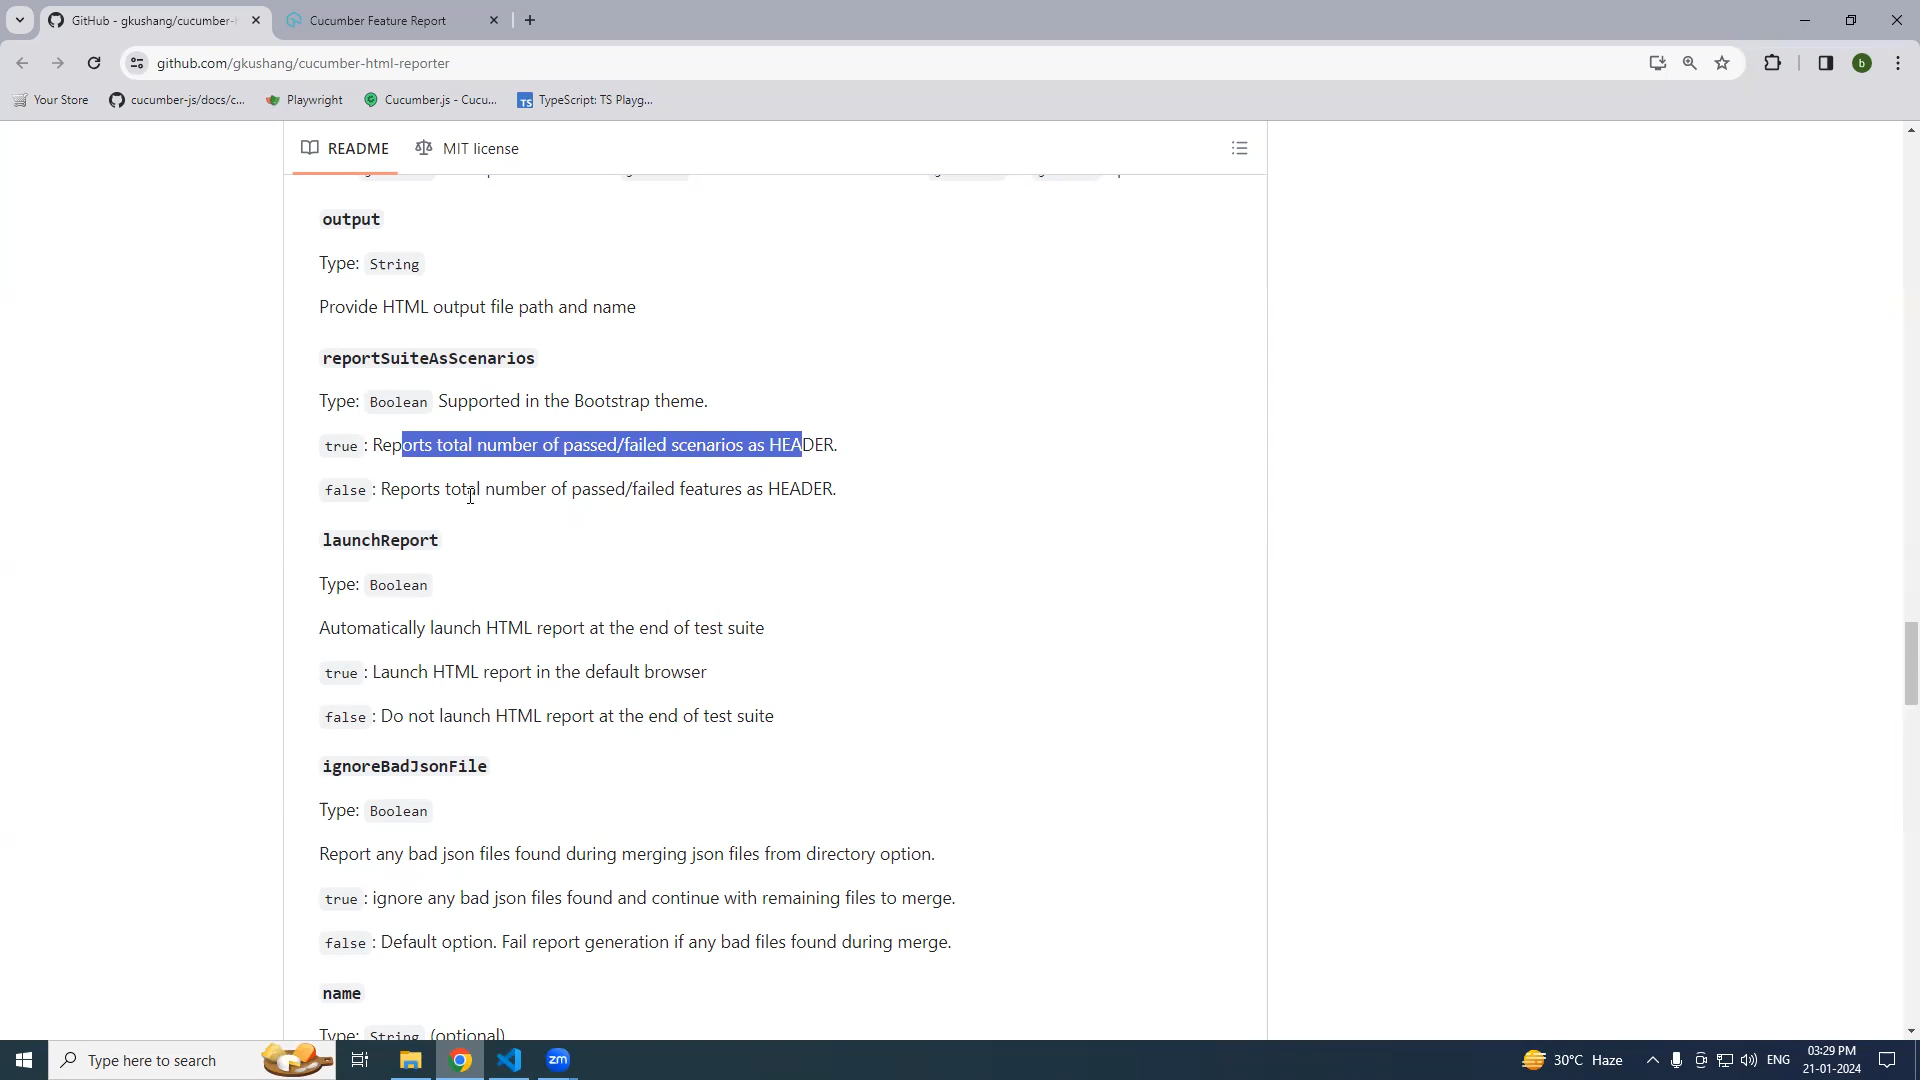 GitHub - gkushang/cucumber-h
Cucumber Feature Report
github.com/gkushang/cucumber-html-reporter
b
Your Store
cucumber-js/docs/c...
Playwright
Cucumber.js - Cucu...
TS
TypeScript: TS Playg...
README
MIT license
output
Type: String
Provide HTML output file path and name
reportSuiteAsScenarios
Type: Boolean Supported in the Bootstrap theme.
true : Reports total number of passed/failed scenarios as HEADER.
false : Reports total number of passed/failed features as HEADER.
launchReport
Type: Boolean
Automatically launch HTML report at the end of test suite
true : Launch HTML report in the default browser
false : Do not launch HTML report at the end of test suite
ignoreBadJsonFile
Type: Boolean
Report any bad json files found during merging json files from directory option.
true : ignore any bad json files found and continue with remaining files to merge.
false : Default option. Fail report generation if any bad files found during merge.
name
Type: String (optional)
Type here to search
zm
30°C Haze
ENG
03:29 PM
21-01-2024